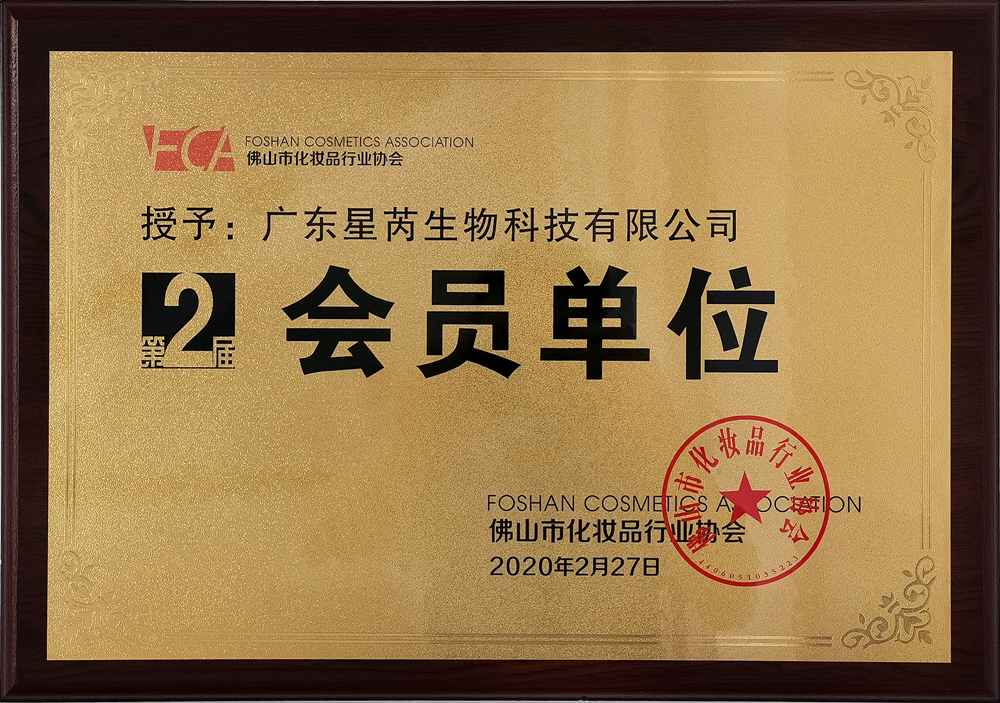 FCA
FOSHAN COSMETICS ASSOCIATION
佛山市化妆品行业协会
授予：广东星芮生物科技有限公司
第2届
会员单位
FOSHAN COSMETICS ASSOCIATION
佛山市化妆品行业协会
2020年2月27日
佛山市化妆品行业协会
4406051035223